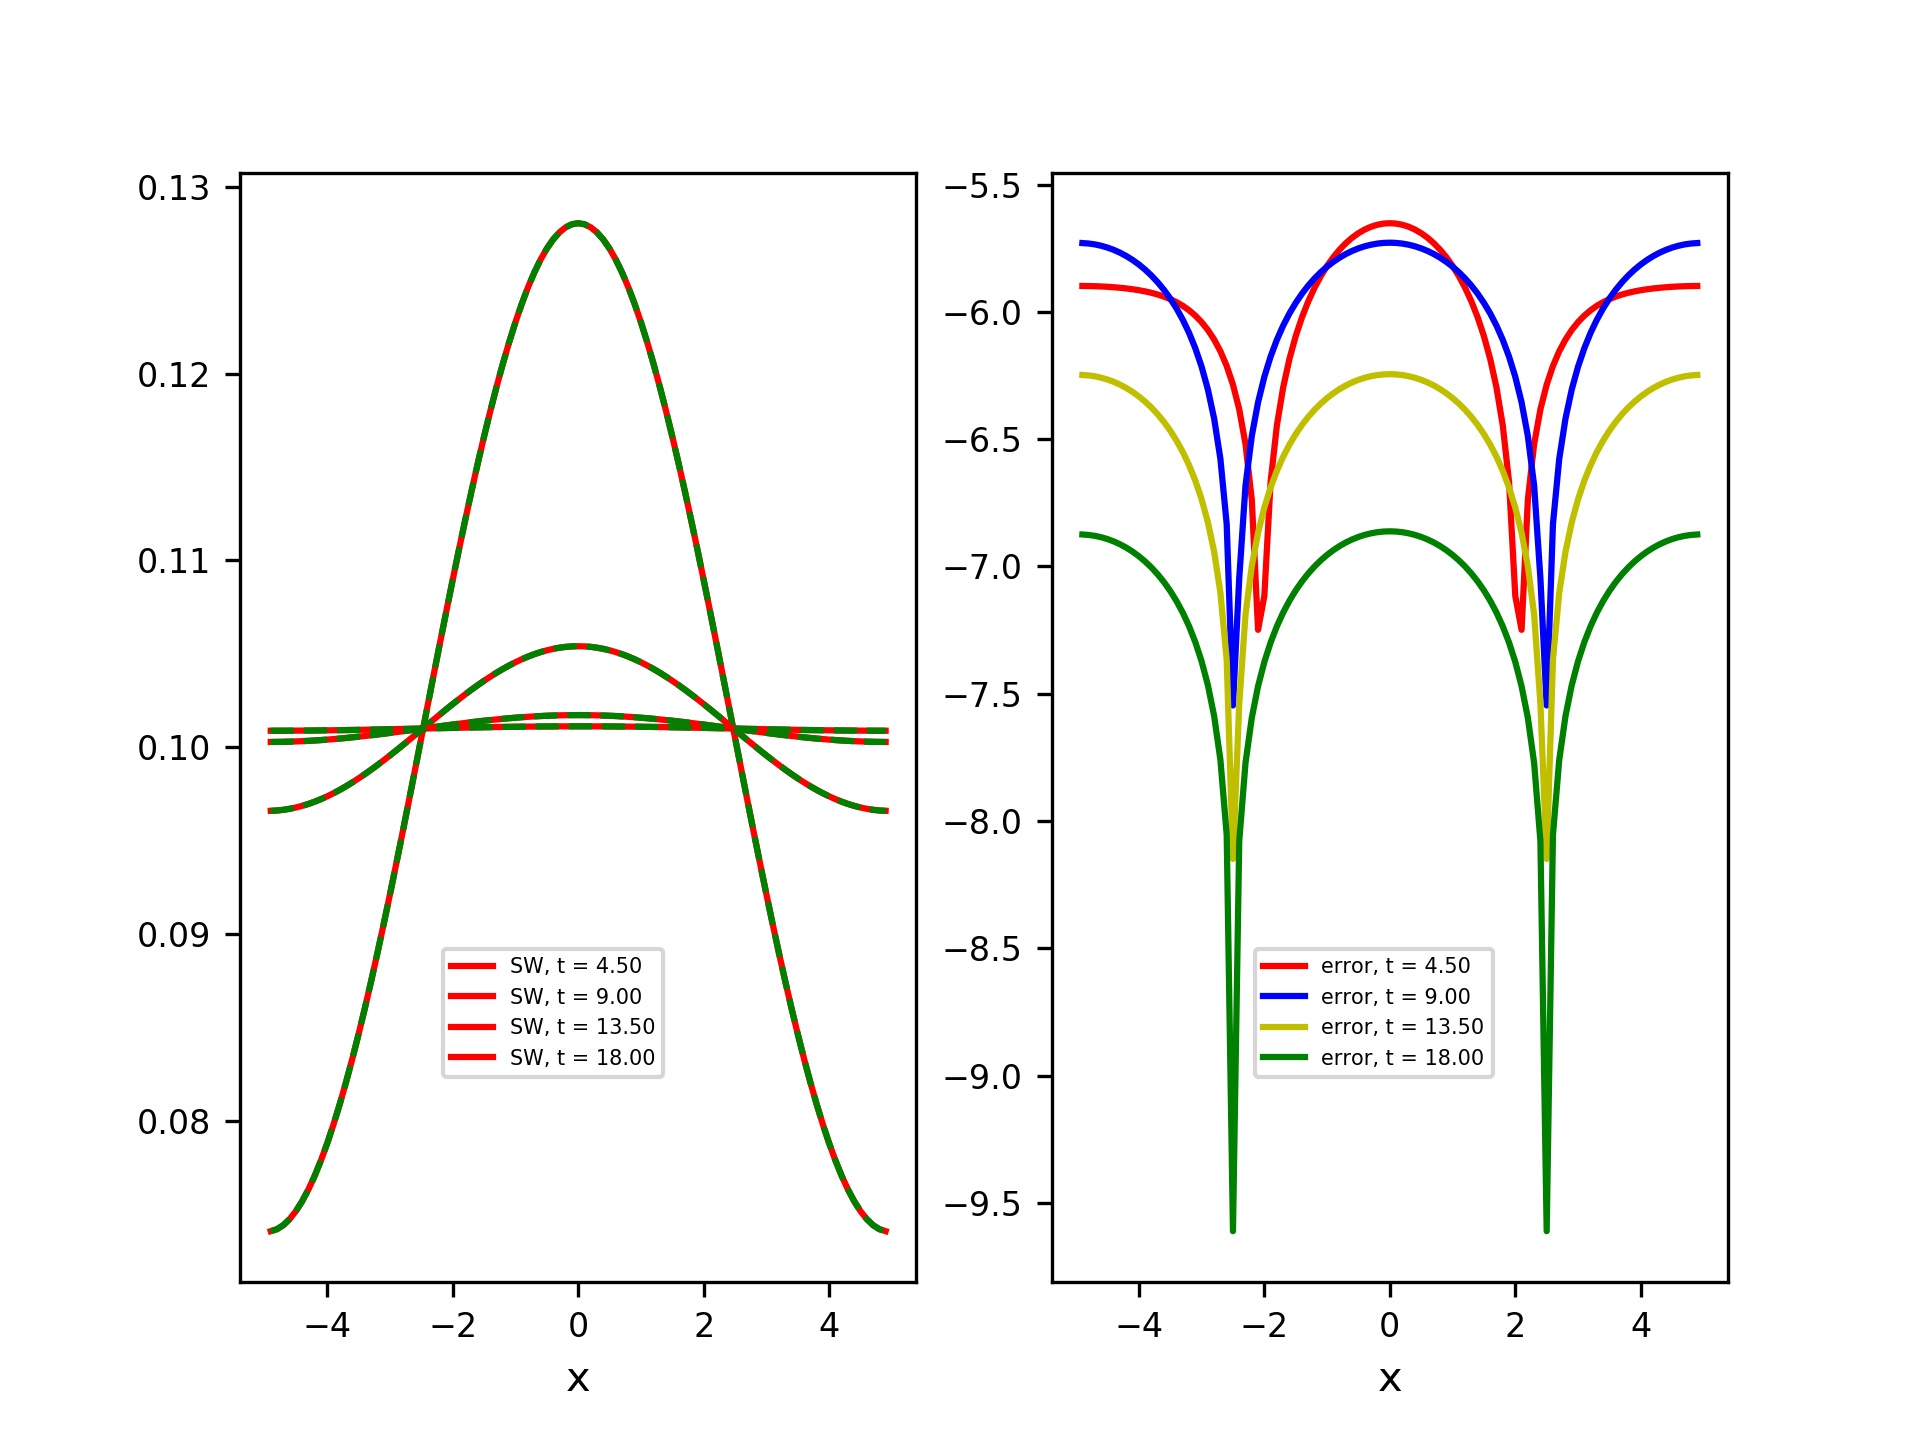 0.13
0.12
0.11
0.10
0.09
0.08
−4 −2 0 2 4
x
SW, t = 4.50
SW, t = 9.00
SW, t = 13.50
SW, t = 18.00
−5.5
−6.0
−6.5
−7.0
−7.5
−8.0
−8.5
−9.0
−9.5
−4 −2 0 2 4
x
error, t = 4.50
error, t = 9.00
error, t = 13.50
error, t = 18.00